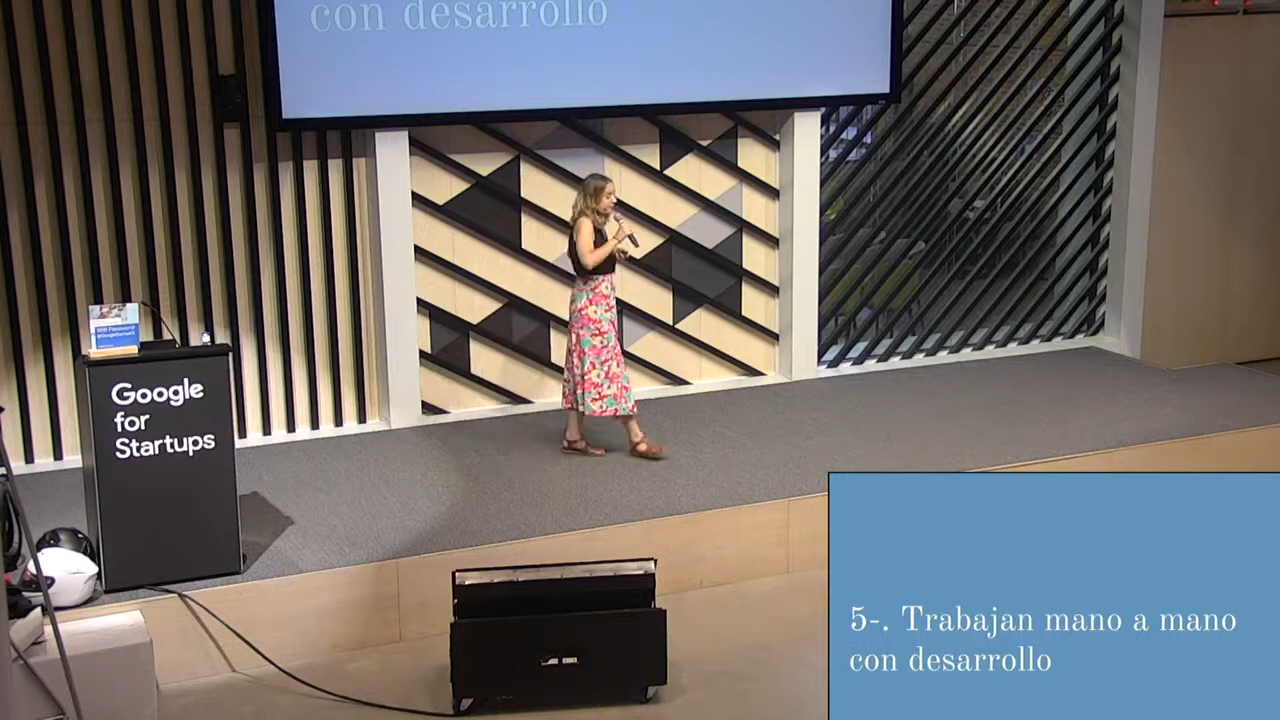 con desarrollo
Google
for
Startups
5-. Trabajan mano a mano
con desarrollo